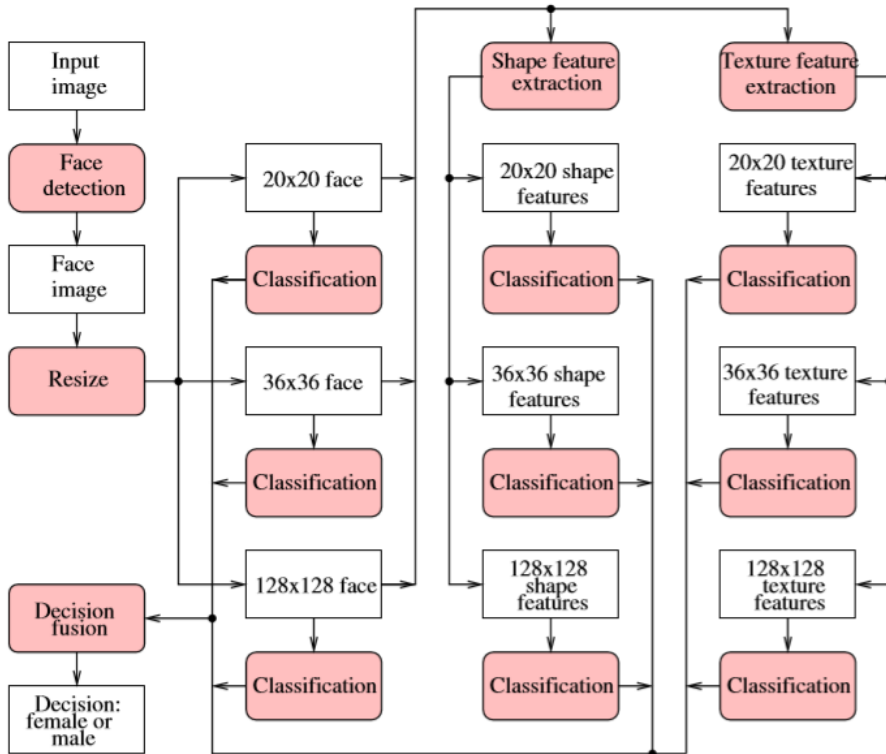 Input
image
Face
detection
Face
image
Resize
Decision
fusion
Decision:
female or
male
20x20 face
Classification
36x36 face
Classification
128x128 face
Classification
Shape feature
extraction
20x20 shape
features
Classification
36x36 shape
features
Classification
128x128
shape
features
Classification
Texture feature
extraction
20x20 texture
features
Classification
36x36 texture
features
Classification
128x128
texture
features
Classification